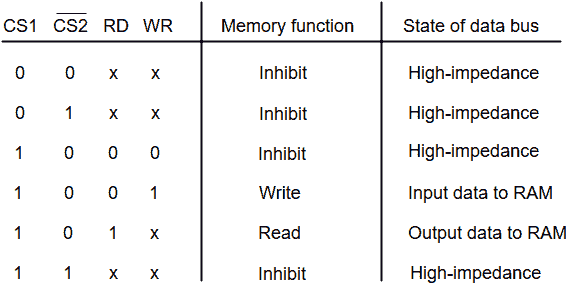 CS1 CS2 RD WR Memory function State of data bus
0 0 x x Inhibit High-impedance
0 1 x x Inhibit High-impedance
1 0 0 0 Inhibit High-impedance
1 0 0 1 Write Input data to RAM
1 0 1 x Read Output data to RAM
1 1 x x Inhibit High-impedance